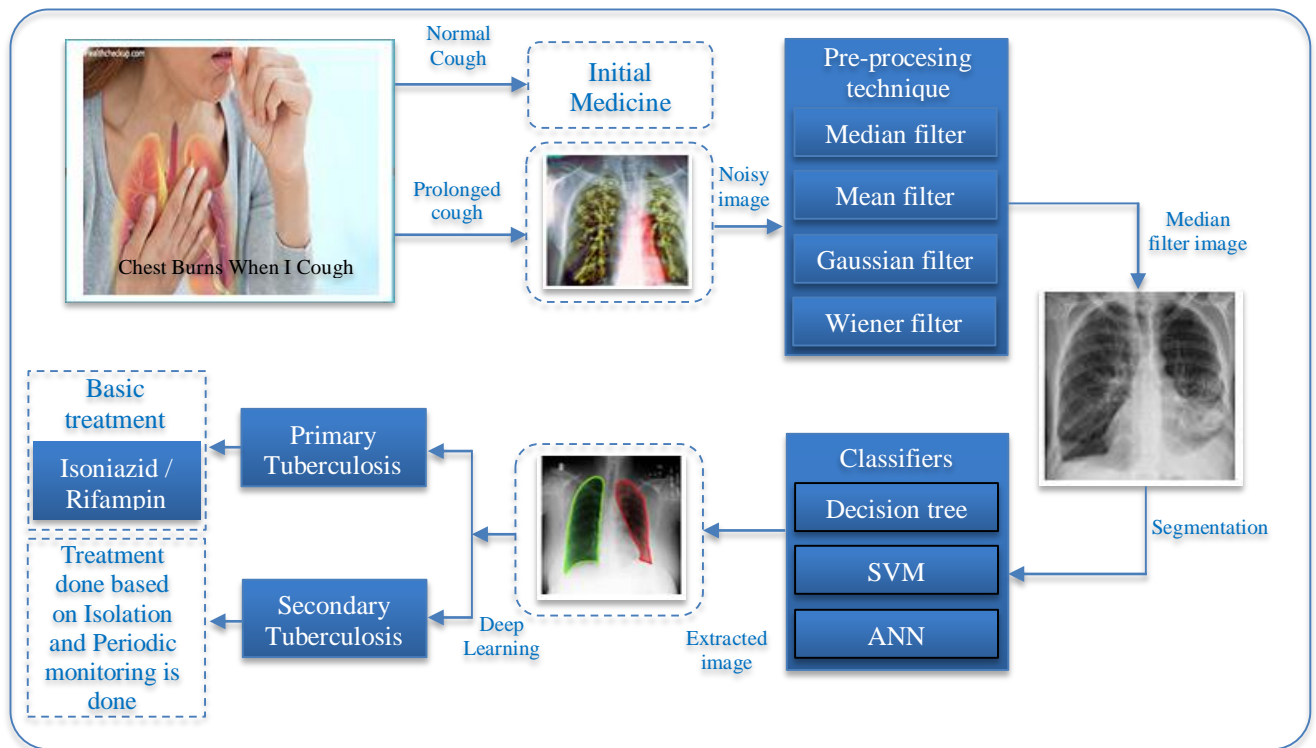 ealthcheckup.com
Chest Burns When I Cough
Normal
Cough
Prolonged
cough
Initial
Medicine
Noisy
image
Pre-procesing
technique
Median filter
Mean filter
Gaussian filter
Wiener filter
Median
filter image
Segmentation
Classifiers
Decision tree
SVM
ANN
Extracted
image
Deep
Learning
Primary
Tuberculosis
Secondary
Tuberculosis
Basic
treatment
Isoniazid /
Rifampin
Treatment
done based
on Isolation
and Periodic
monitoring is
done